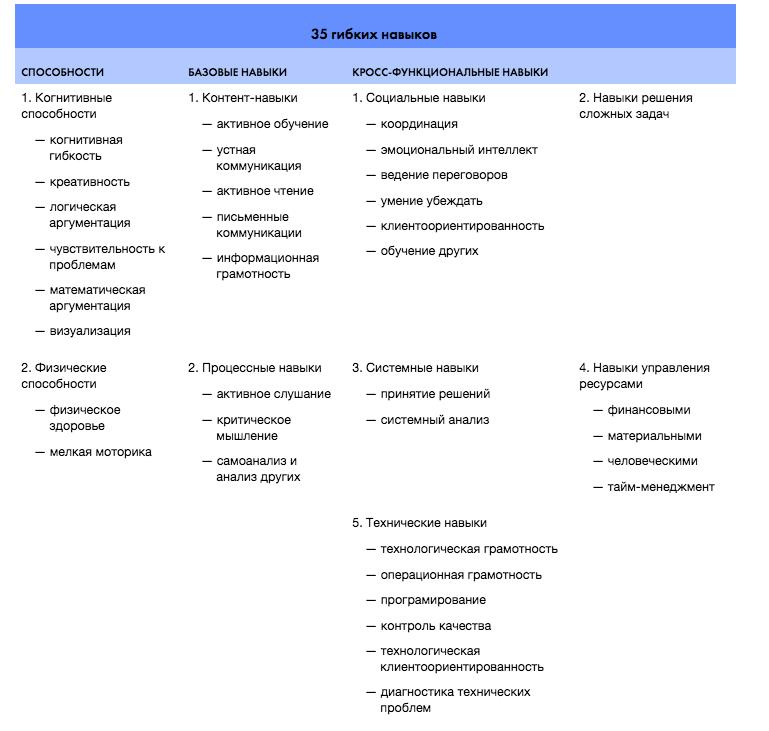 35 гибких навыков
СПОСОБНОСТИ
БАЗОВЫЕ НАВЫКИ
КРОСС-ФУНКЦИОНАЛЬНЫЕ НАВЫКИ
1. Когнитивные
способности
— когнитивная
гибкость
— креативность
— логическая
аргументация
— чувствительность к
проблемам
— математическая
аргументация
— визуализация
1. Контент-навыки
— активное обучение
— устная
коммуникация
— активное чтение
— письменные
коммуникации
— информационная
грамотность
1. Социальные навыки
— координация
— эмоциональный интеллект
— ведение переговоров
— умение убеждать
— клиентоориентированность
— обучение других
2. Навыки решения
сложных задач
2. Физические
способности
— физическое
здоровье
— мелкая моторика
2. Процессные навыки
— активное слушание
— критическое
мышление
— самоанализ и
анализ других
3. Системные навыки
— принятие решений
— системный анализ
4. Навыки управления
ресурсами
— финансовыми
— материальными
— человеческими
— тайм-менеджмент
5. Технические навыки
— технологическая грамотность
— операционная грамотность
— програмирование
— контроль качества
— технологическая
клиентоориентированность
— диагностика технических
проблем